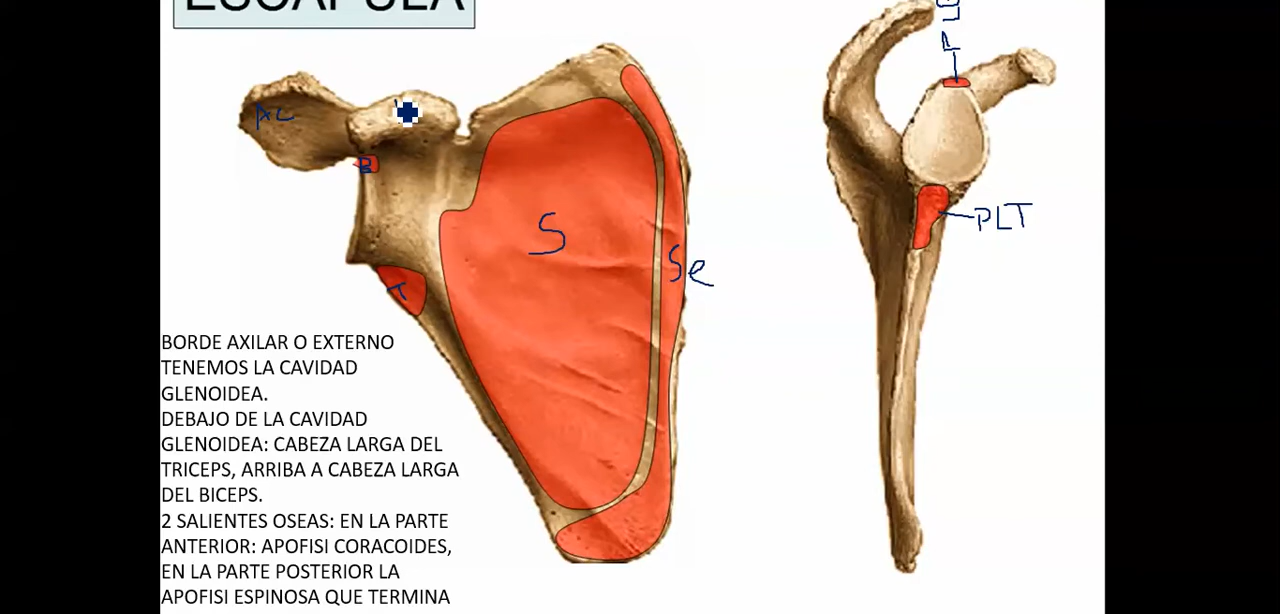 ESCAPULA
AC
B
S
Se
T
PLT
BORDE AXILAR O EXTERNO
TENEMOS LA CAVIDAD
GLENOIDEA.
DEBAJO DE LA CAVIDAD
GLENOIDEA: CABEZA LARGA DEL
TRICEPS, ARRIBA A CABEZA LARGA
DEL BICEPS.
2 SALIENTES OSEAS: EN LA PARTE
ANTERIOR: APOFISI CORACOIDES,
EN LA PARTE POSTERIOR LA
APOFISI ESPINOSA QUE TERMINA